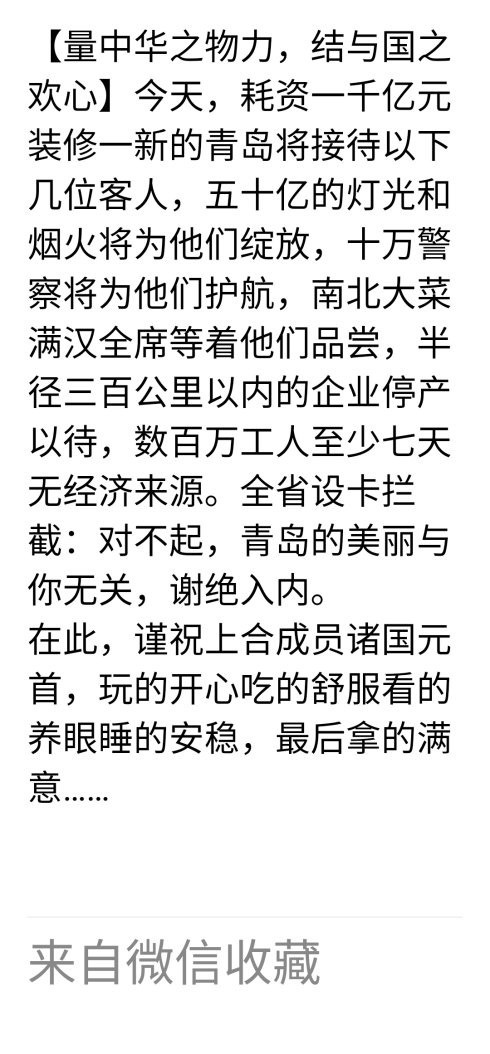 【量中华之物力，结与国之
欢心】今天，耗资一千亿元
装修一新的青岛将接待以下
几位客人，五十亿的灯光和
烟火将为他们绽放，十万警
察将为他们护航，南北大菜
满汉全席等着他们品尝，半
径三百公里以内的企业停产
以待，数百万工人至少七天
无经济来源。全省设卡拦
截：对不起，青岛的美丽与
你无关，谢绝入内。
在此，谨祝上合成员诸国元
首，玩的开心吃的舒服看的
养眼睡的安稳，最后拿的满
意……
来自微信收藏